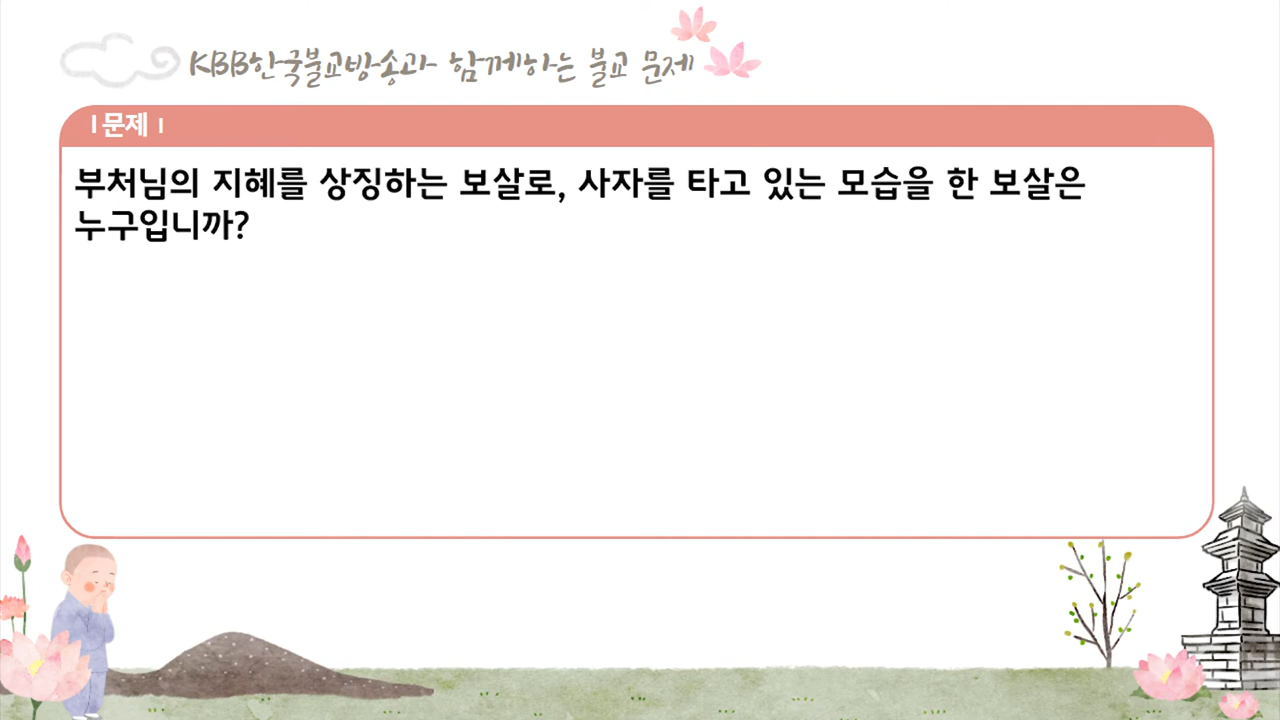 KBB한국불교방송과 함께하는 불교 문제
| 문제 |
부처님의 지혜를 상징하는 보살로, 사자를 타고 있는 모습을 한 보살은
누구입니까?